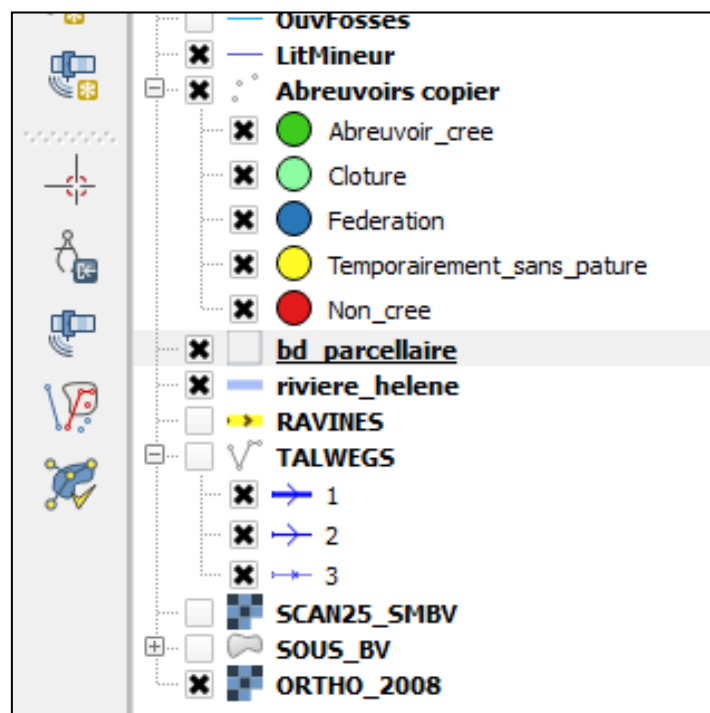 OuvFosses
LitMineur
Abreuvoirs copier
Abreuvoir_cree
Cloture
Federation
Temporairement_sans_pature
Non_cree
bd_parcellaire
riviere_helene
RAVINES
TALWEGS
1
2
3
SCAN25_SMBV
SOUS_BV
ORTHO_2008